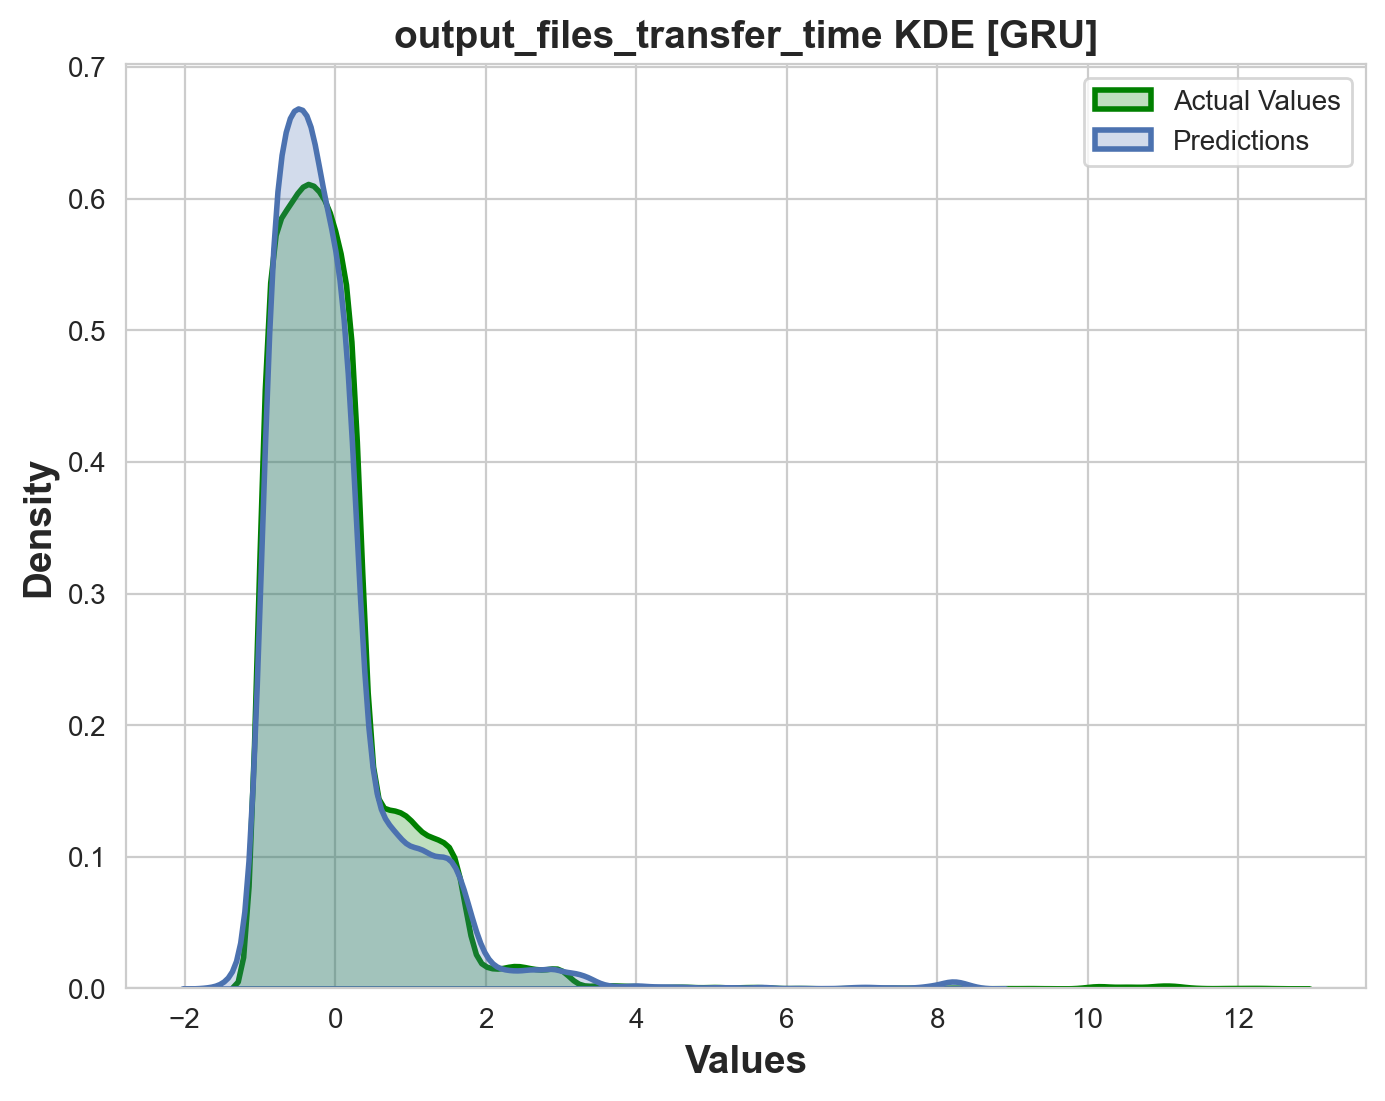 output_files_transfer_time KDE [GRU]
Actual Values
Predictions
Density
0.7
0.6
0.5
0.4
0.3
0.2
0.1
0.0
−2 0 2 4 6 8 10 12
Values